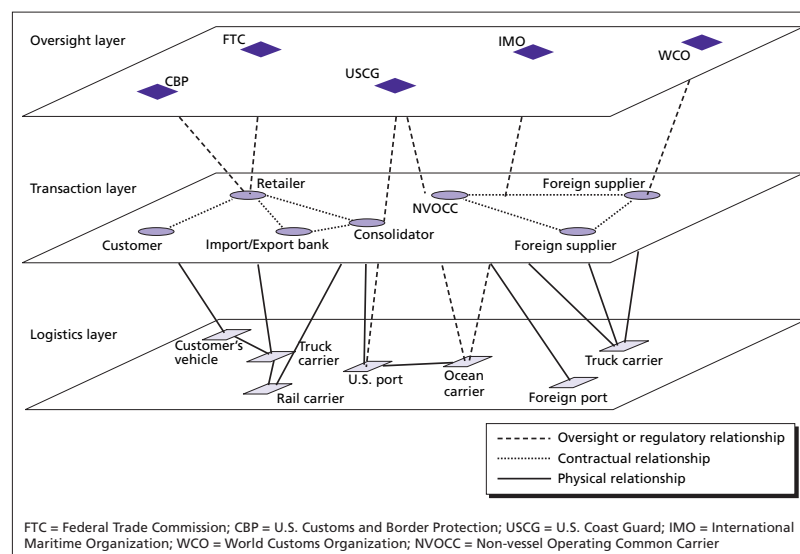 Oversight layer
FTC
IMO
WCO
CBP
USCG
Transaction layer
Retailer
Foreign supplier
NVOCC
Customer
Import/Export bank
Consolidator
Foreign supplier
Logistics layer
Customer's
vehicle
Truck
carrier
Rail carrier
U.S. port
Ocean
carrier
Foreign port
Truck carrier
Oversight or regulatory relationship
Contractual relationship
Physical relationship
FTC = Federal Trade Commission; CBP = U.S. Customs and Border Protection; USCG = U.S. Coast Guard; IMO = International
Maritime Organization; WCO = World Customs Organization; NVOCC = Non-vessel Operating Common Carrier